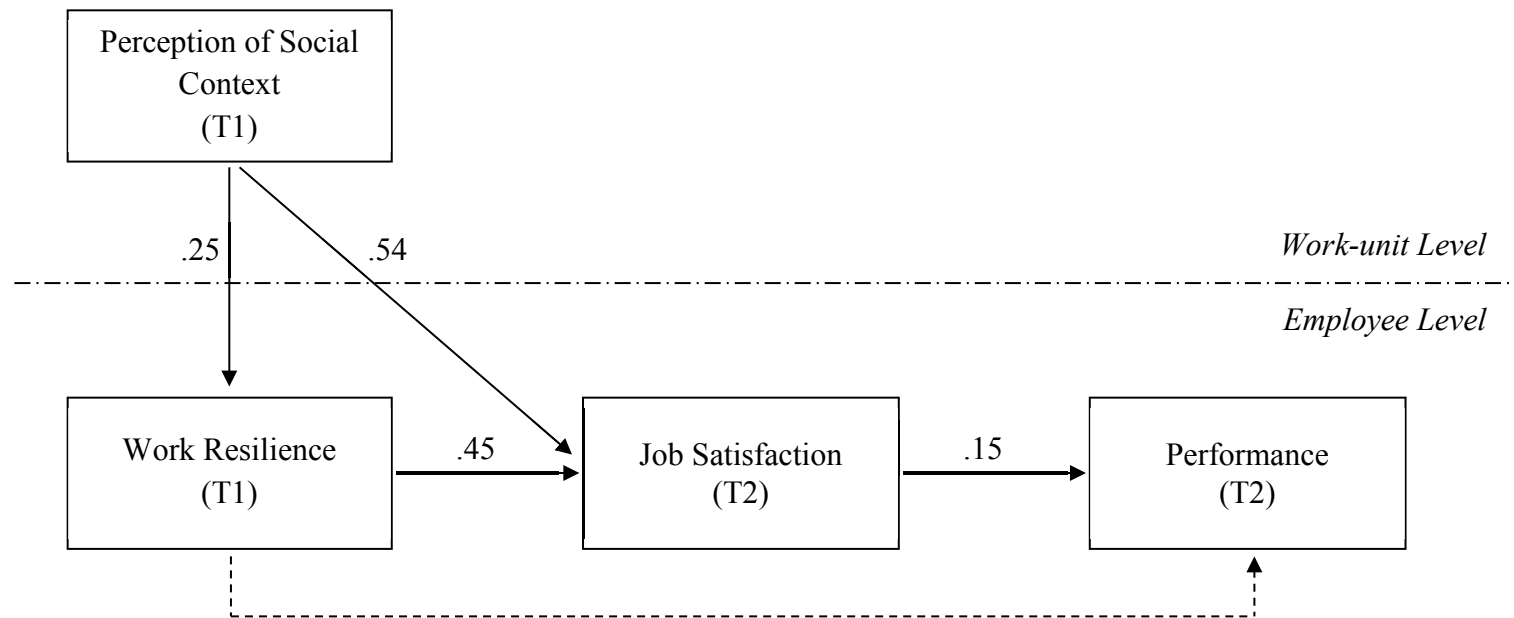 Perception of Social
Context
(T1)
.25
.54
Work-unit Level
Employee Level
Work Resilience
(T1)
.45
Job Satisfaction
(T2)
.15
Performance
(T2)